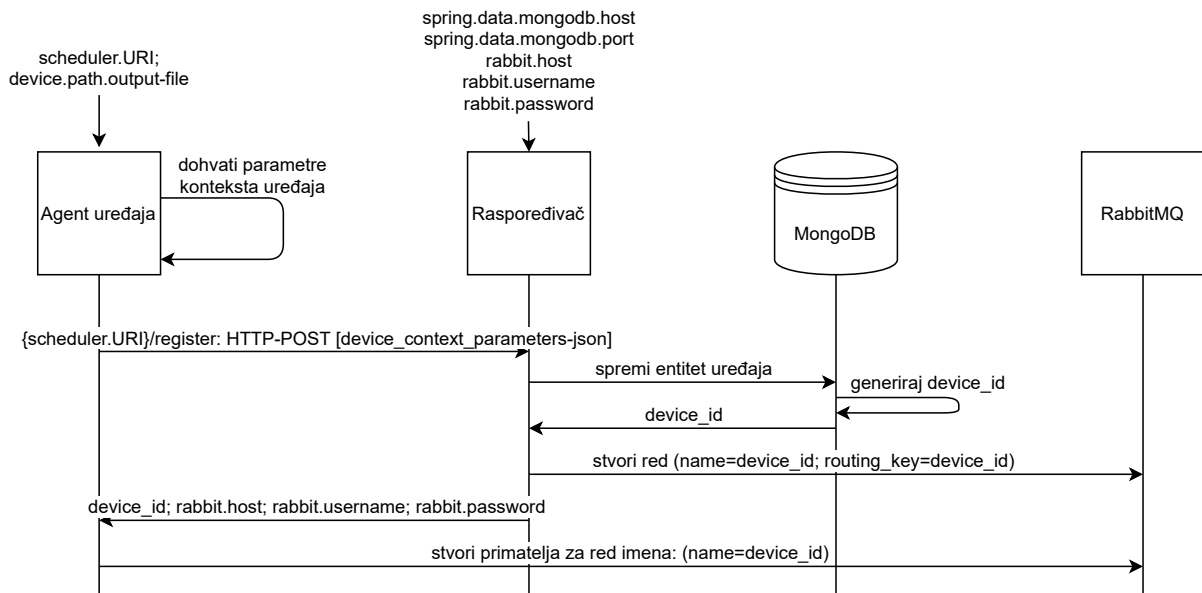 spring.data.mongodb.host
spring.data.mongodb.port
rabbit.host
rabbit.username
rabbit.password
scheduler.URI;
device.path.output-file
dohvati parametre
konteksta uređaja
Agent uređaja
Raspoređivač
MongoDB
RabbitMQ
{scheduler.URI}/register: HTTP-POST [device_context_parameters-json]
spremi entitet uređaja
generiraj device_id
device_id
stvori red (name=device_id; routing_key=device_id)
device_id; rabbit.host; rabbit.username; rabbit.password
stvori primatelja za red imena: (name=device_id)